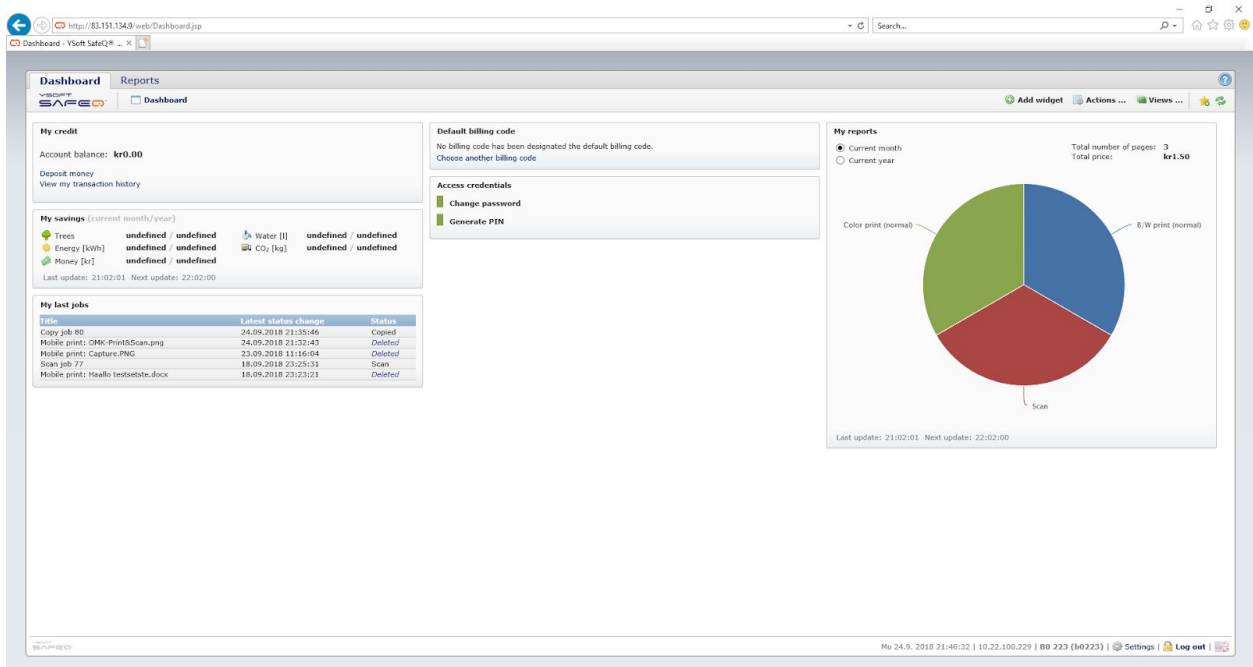 http://83.151.134.9/web/Dashboard.jsp
Search...
Dashboard - YSoft SafeQ® ...
Dashboard Reports
YSOFT SAFEQ Dashboard
Add widget Actions ... Views ...
My credit
Account balance: kr0.00
Deposit money
View my transaction history
My savings (current month/year)
Trees undefined / undefined Water [l] undefined / undefined
Energy [kWh] undefined / undefined CO₂ [kg] undefined / undefined
Money [kr] undefined / undefined
Last update: 21:02:01 Next update: 22:02:00
My last jobs
Title Latest status change Status
Copy job 80 24.09.2018 21:35:46 Copied
Mobile print: OMK-Print&Scan.png 24.09.2018 21:32:43 Deleted
Mobile print: Capture.PNG 23.09.2018 11:16:04 Deleted
Scan job 77 18.09.2018 23:25:31 Scan
Mobile print: Haallo testsetste.docx 18.09.2018 23:23:21 Deleted
Default billing code
No billing code has been designated the default billing code.
Choose another billing code
Access credentials
Change password
Generate PIN
My reports
Current month
Current year
Total number of pages: 3
Total price: kr1.50
Color print (normal)
B/W print (normal)
Scan
Last update: 21:02:01 Next update: 22:02:00
YSOFT SAFEQ
Mo 24.9. 2018 21:46:32 | 10.22.100.229 | B0 223 (b0223) | Settings | Log out |